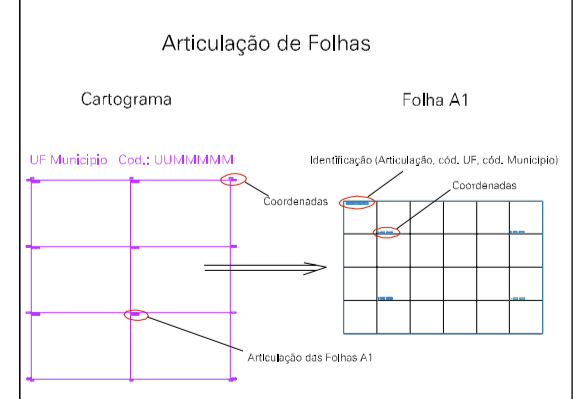 Articulação de Folhas
Cartograma
Folha A1
UF Municipio Cod.: UUMMMMM
Identificação (Articulação, cód. UF, cód. Municipio)
Coordenadas
Coordenadas
Articulação das Folhas A1